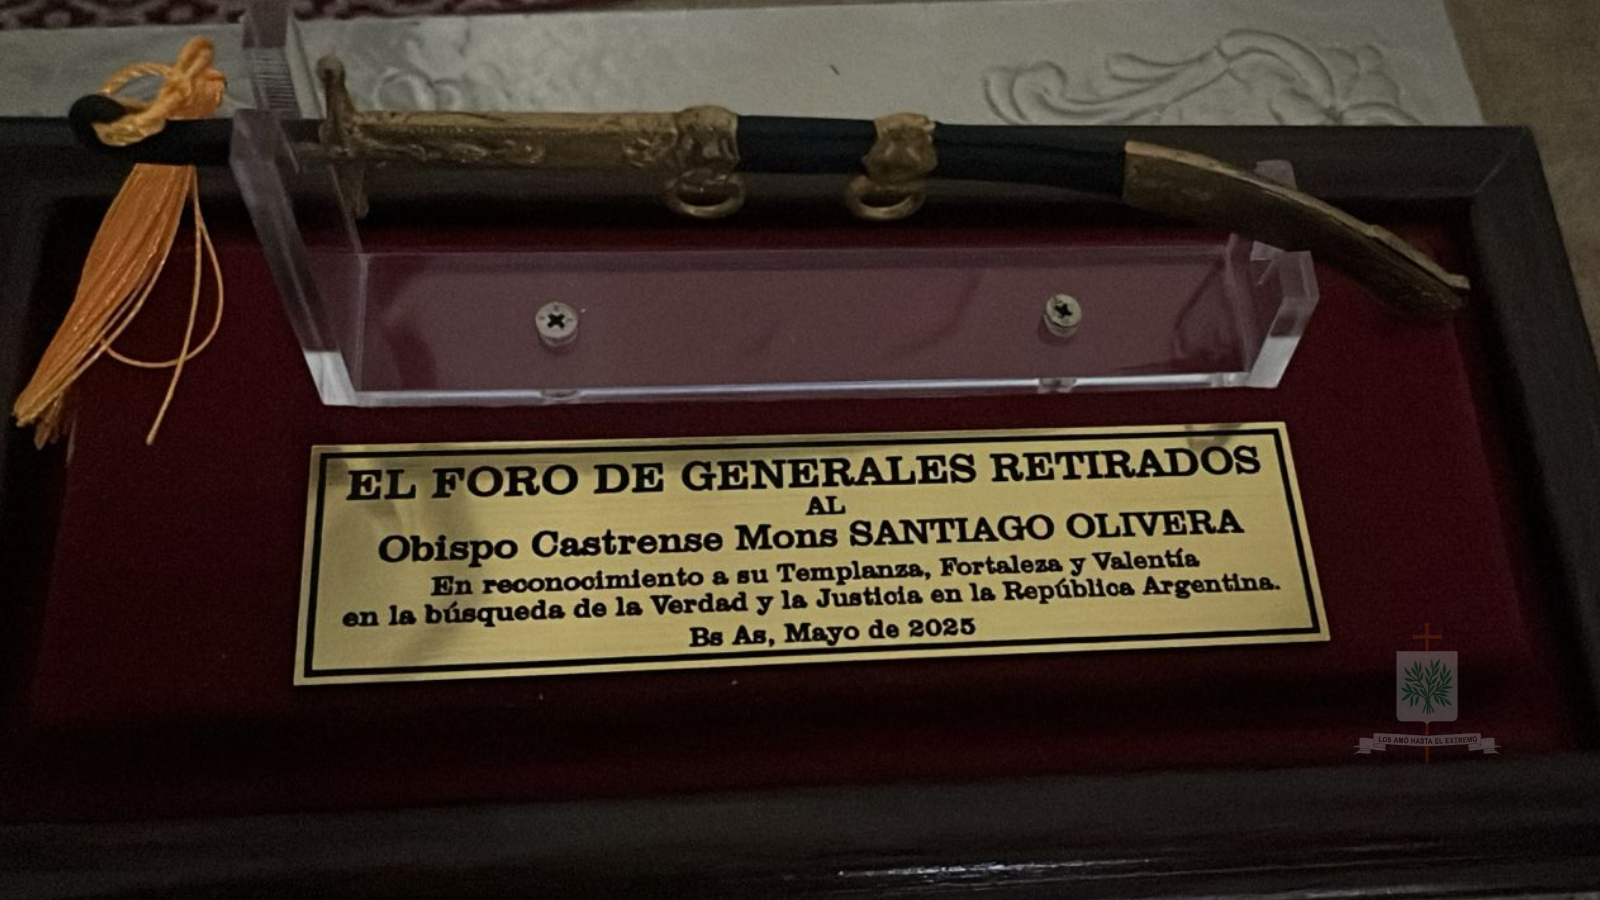 EL FORO DE GENERALES RETIRADOS
AL
Obispo Castrense Mons SANTIAGO OLIVERA
En reconocimiento a su Templanza, Fortaleza y Valentía
en la búsqueda de la Verdad y la Justicia en la República Argentina.
Bs As, Mayo de 2025
LOS AMÓ HASTA EL EXTREMO